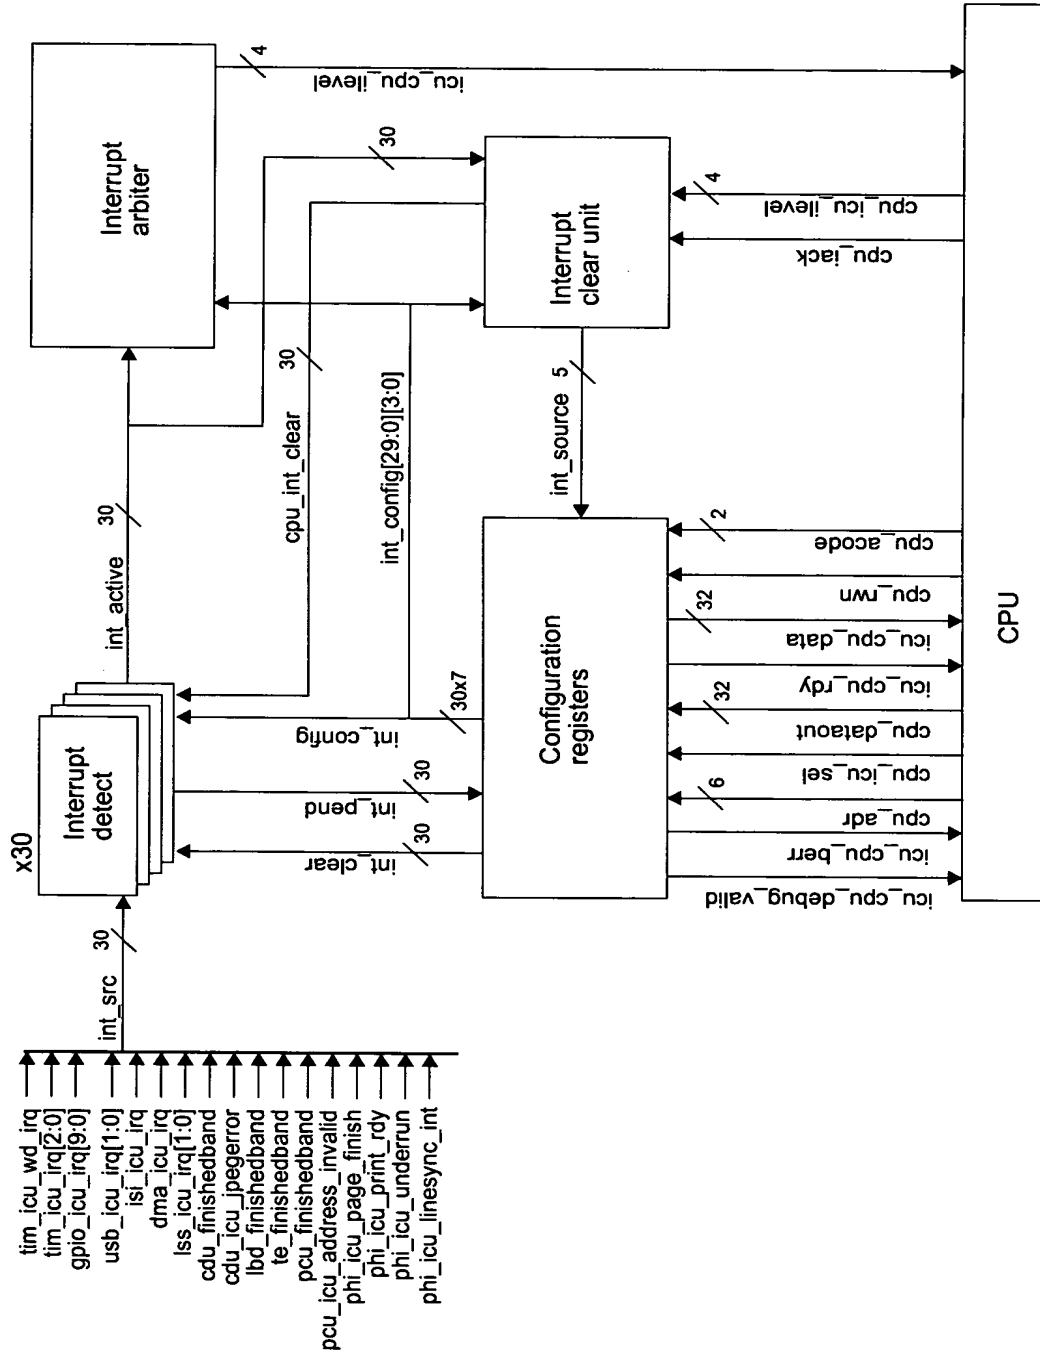 x30
Interrupt
detect
Interrupt
arbiter
Interrupt
clear unit
Configuration
registers
CPU
tim_icu_wd_irq
tim_icu_irq[2:0]
gpio_icu_irq[9:0]
usb_icu_irq[1:0]
isi_icu_irq
dma_icu_irq
lss_icu_irq[1:0]
cdu_finishedband
cdu_icu_jpegerror
lbd_finishedband
te_finishedband
pcu_finishedband
pcu_icu_address_invalid
phi_icu_page_finish
phi_icu_print_rdy
phi_icu_underrun
phi_icu_linesync_int
int_src
30
int_active
30
30
cpu_int_clear
30
int_config[29:0][3:0]
int_clear
30
int_pend
30
int_config
30x7
int_source
5
icu_cpu_ilevel
4
cpu_icu_ilevel
4
cpu_iack
icu_cpu_debug_valid
icu_cpu_berr
cpu_adr
6
cpu_icu_sel
cpu_dataout
32
icu_cpu_rdy
icu_cpu_data
32
cpu_rwn
cpu_acode
2